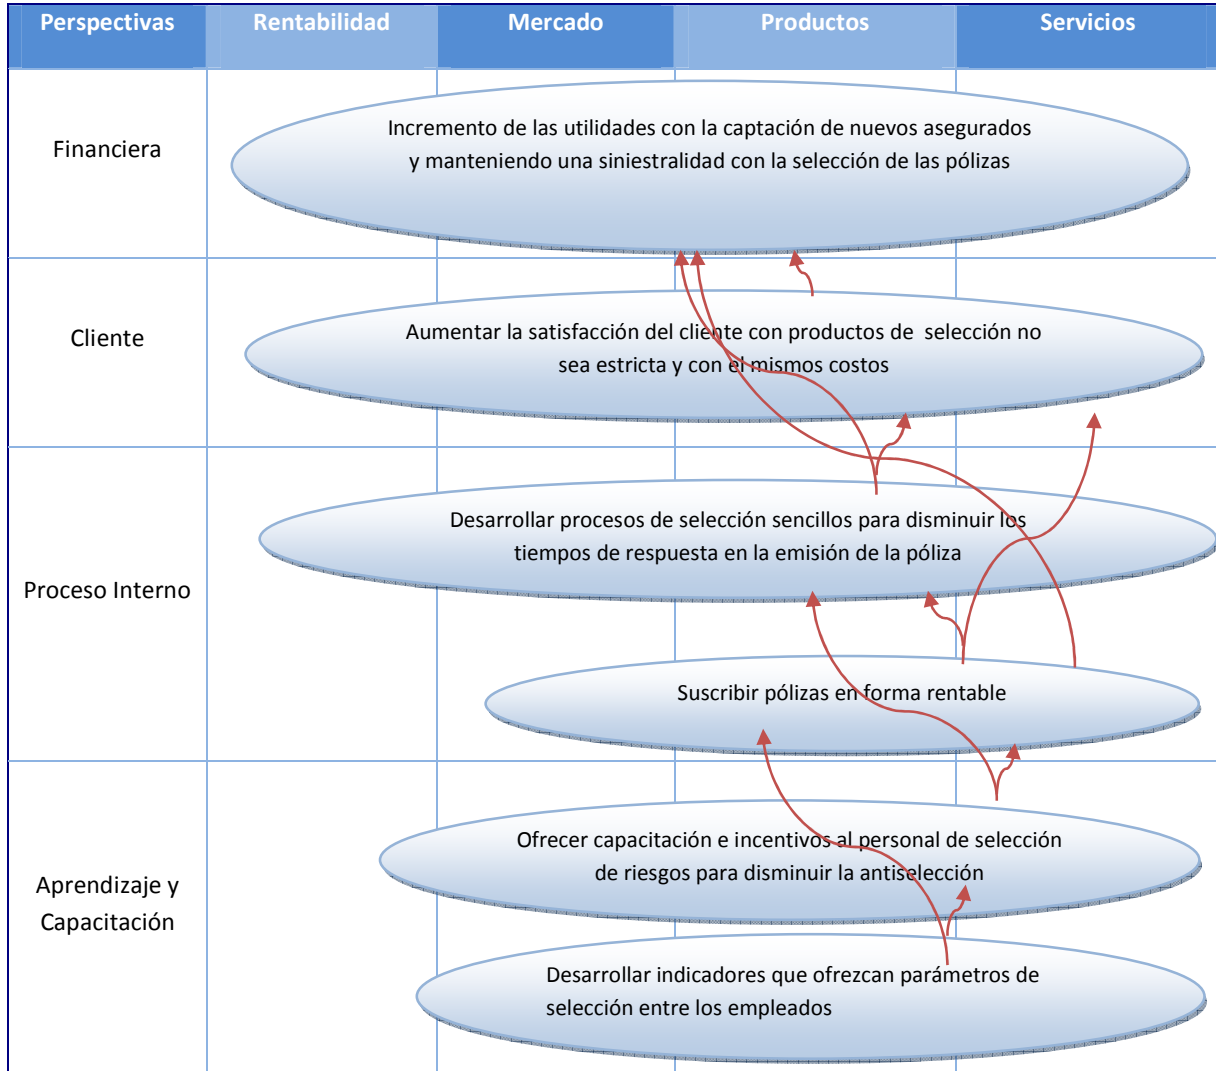 Perspectivas Rentabilidad Mercado Productos Servicios
Financiera
Incremento de las utilidades con la captación de nuevos asegurados
y manteniendo una siniestralidad con la selección de las pólizas
Cliente
Aumentar la satisfacción del cliente con productos de selección no
sea estricta y con el mismos costos
Proceso Interno
Desarrollar procesos de selección sencillos para disminuir los
tiempos de respuesta en la emisión de la póliza
Suscribir pólizas en forma rentable
Aprendizaje y
Capacitación
Ofrecer capacitación e incentivos al personal de selección
de riesgos para disminuir la antiselección
Desarrollar indicadores que ofrezcan parámetros de
selección entre los empleados